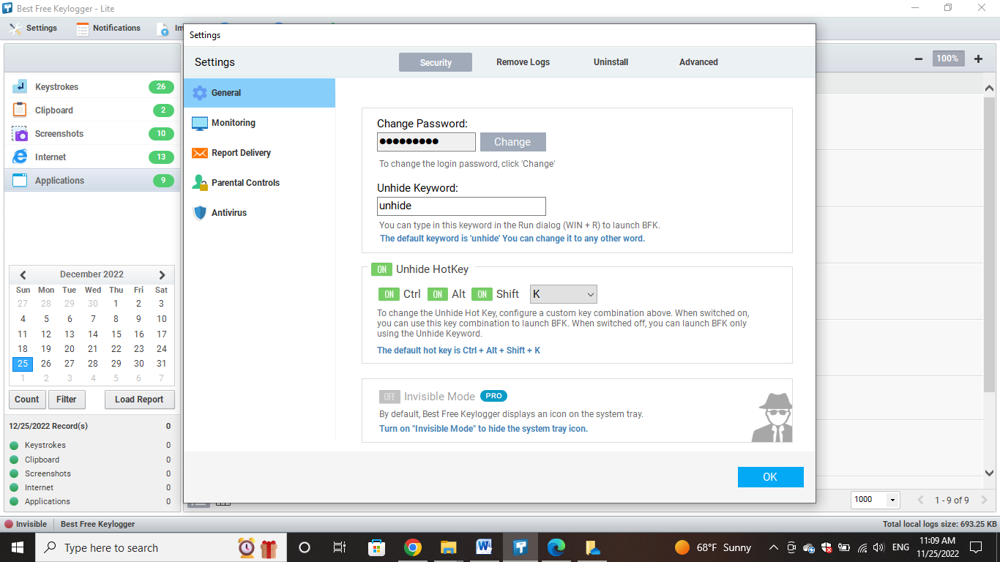 Best Free Keylogger - Lite
Settings
Notifications
Im
Settings
Settings
Security
Remove Logs
Uninstall
Advanced
100%
Keystrokes 26
Clipboard 2
Screenshots 10
Internet 13
Applications 9
General
Monitoring
Report Delivery
Parental Controls
Antivirus
Change Password:
Change
To change the login password, click 'Change'
Unhide Keyword:
unhide
You can type in this keyword in the Run dialog (WIN + R) to launch BFK.
The default keyword is 'unhide' You can change it to any other word.
ON Unhide HotKey
ON Ctrl ON Alt ON Shift K
To change the Unhide Hot Key, configure a custom key combination above. When switched on,
you can use this key combination to launch BFK. When switched off, you can launch BFK only
using the Unhide Keyword.
The default hot key is Ctrl + Alt + Shift + K
OFF Invisible Mode PRO
By default, Best Free Keylogger displays an icon on the system tray.
Turn on "Invisible Mode" to hide the system tray icon.
OK
December 2022
Sun Mon Tue Wed Thu Fri Sat
27 28 29 30 1 2 3
4 5 6 7 8 9 10
11 12 13 14 15 16 17
18 19 20 21 22 23 24
25 26 27 28 29 30 31
1 2 3 4 5 6 7
Count Filter Load Report
12/25/2022 Record(s) 0
Keystrokes 0
Clipboard 0
Screenshots 0
Internet 0
Applications 0
1000
1 - 9 of 9
Invisible
Best Free Keylogger
Total local logs size: 693.25 KB
Type here to search
68°F Sunny
ENG
11:09 AM
11/25/2022